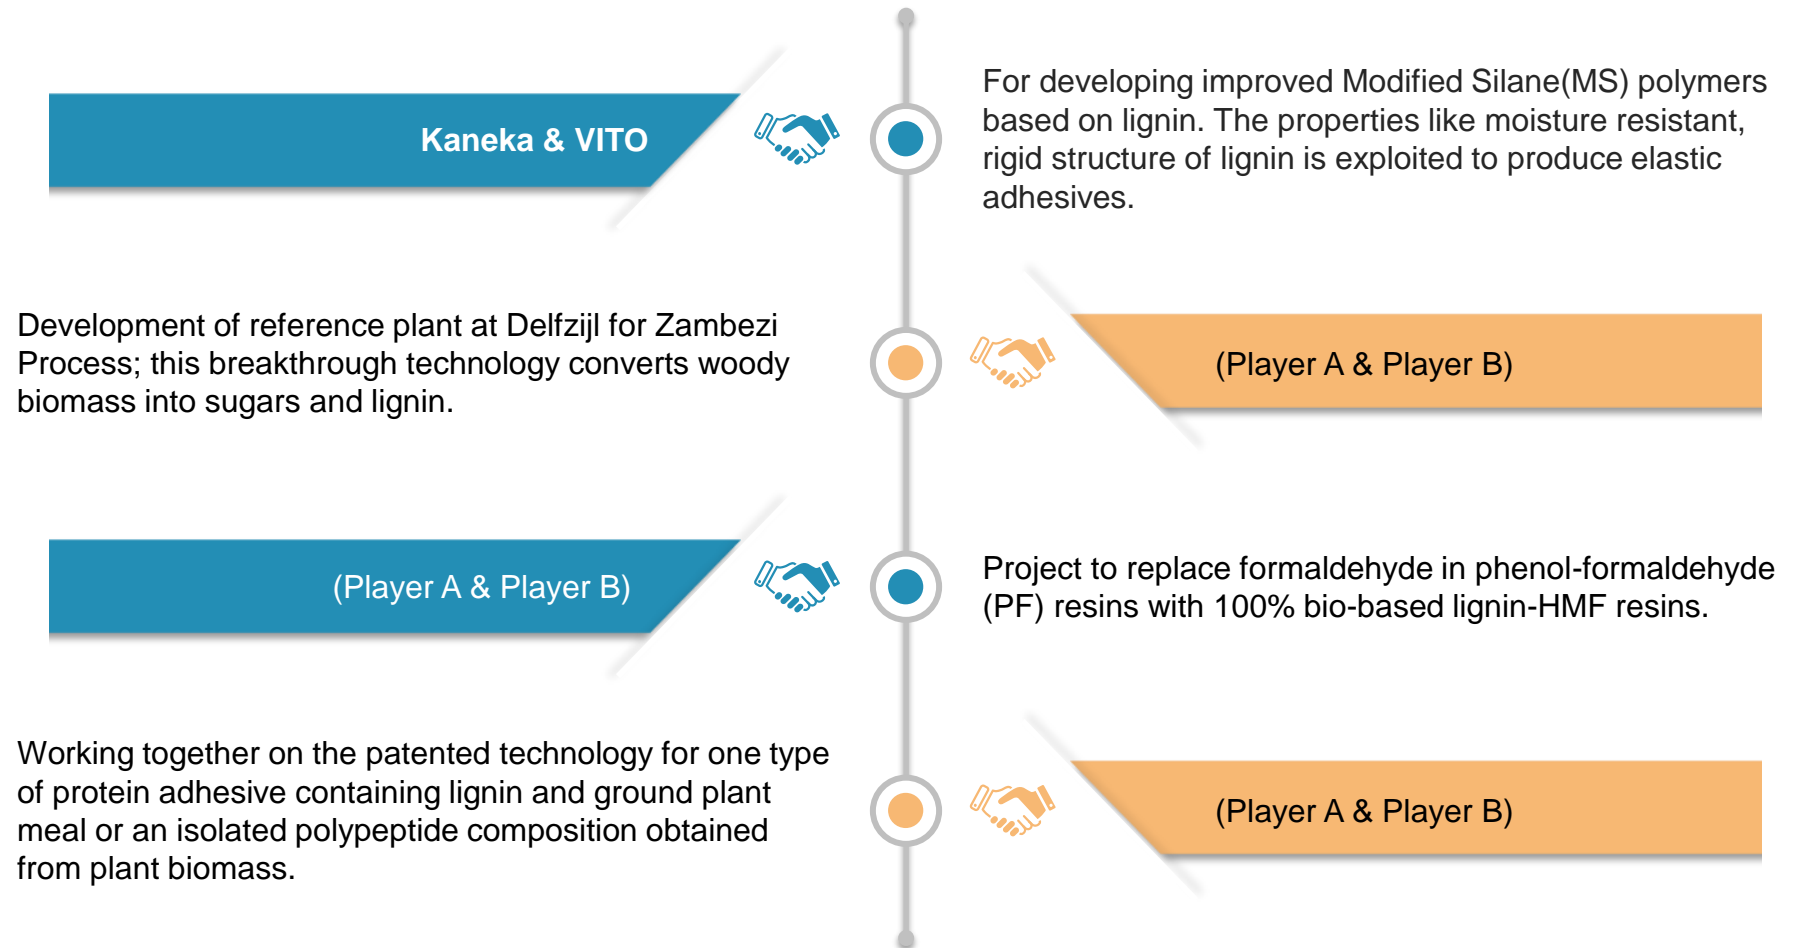 Kaneka & VITO
For developing improved Modified Silane(MS) polymers
based on lignin. The properties like moisture resistant,
rigid structure of lignin is exploited to produce elastic
adhesives.
Development of reference plant at Delfzijl for Zambezi
Process; this breakthrough technology converts woody
biomass into sugars and lignin.
(Player A & Player B)
(Player A & Player B)
Project to replace formaldehyde in phenol-formaldehyde
(PF) resins with 100% bio-based lignin-HMF resins.
Working together on the patented technology for one type
of protein adhesive containing lignin and ground plant
meal or an isolated polypeptide composition obtained
from plant biomass.
(Player A & Player B)